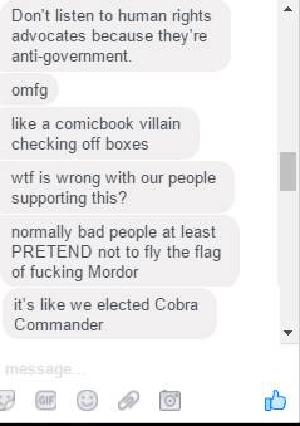 Don't listen to human rights
advocates because they're
anti-government.
omfg
like a comicbook villain
checking off boxes
wtf is wrong with our people
supporting this?
normally bad people at least
PRETEND not to fly the flag
of fucking Mordor
it's like we elected Cobra
Commander
message...
GIF